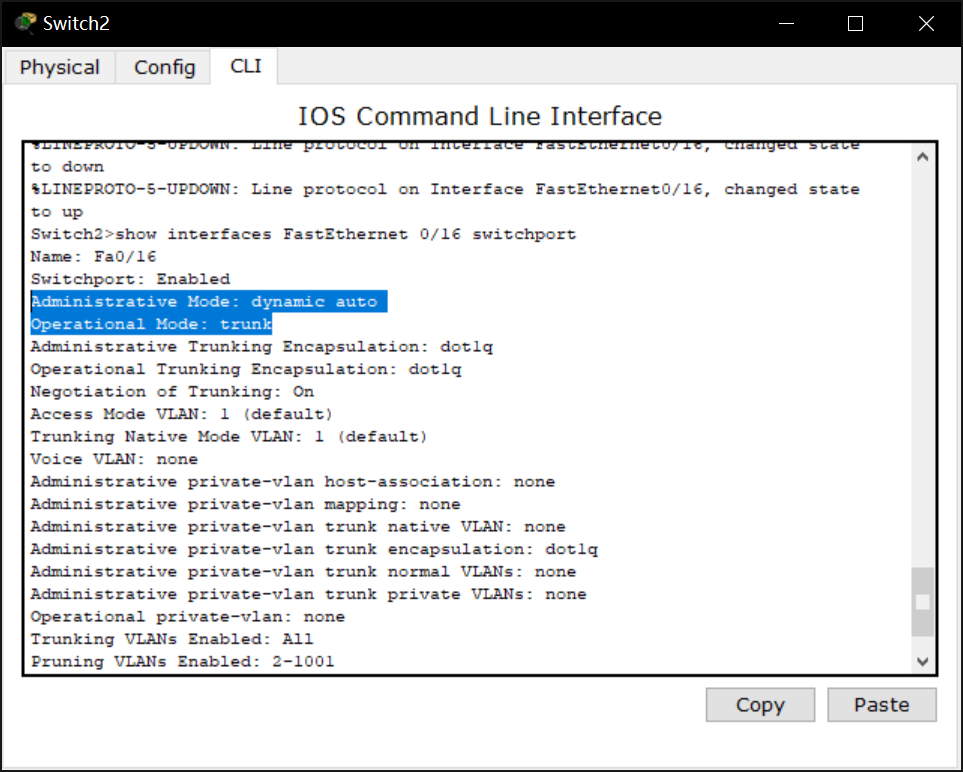 Switch2
Physical
Config
CLI
IOS Command Line Interface
%LINEPROTO-5-UPDOWN: Line protocol on Interface FastEthernet0/16, changed state
to down
%LINEPROTO-5-UPDOWN: Line protocol on Interface FastEthernet0/16, changed state
to up
Switch2>show interfaces FastEthernet 0/16 switchport
Name: Fa0/16
Switchport: Enabled
Administrative Mode: dynamic auto
Operational Mode: trunk
Administrative Trunking Encapsulation: dot1q
Operational Trunking Encapsulation: dot1q
Negotiation of Trunking: On
Access Mode VLAN: 1 (default)
Trunking Native Mode VLAN: 1 (default)
Voice VLAN: none
Administrative private-vlan host-association: none
Administrative private-vlan mapping: none
Administrative private-vlan trunk native VLAN: none
Administrative private-vlan trunk encapsulation: dot1q
Administrative private-vlan trunk normal VLANs: none
Administrative private-vlan trunk private VLANs: none
Operational private-vlan: none
Trunking VLANs Enabled: All
Pruning VLANs Enabled: 2-1001
Copy
Paste